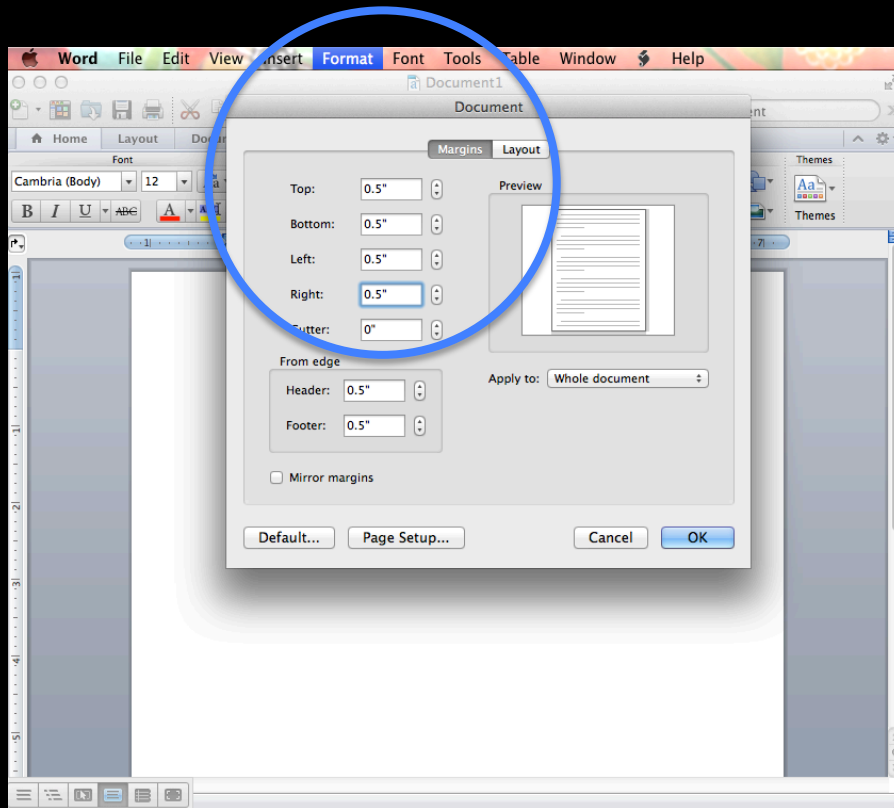 Word File Edit View Insert Format Font Tools Table Window Help
Document1
Document
Home Layout
Margins Layout
Font
Themes
Cambria (Body) 12
Aa
B I U ABC A
Themes
Top: 0.5"
Preview
Bottom: 0.5"
Left: 0.5"
Right: 0.5"
Gutter: 0"
From edge
Header: 0.5"
Apply to: Whole document
Footer: 0.5"
Mirror margins
Default... Page Setup... Cancel OK